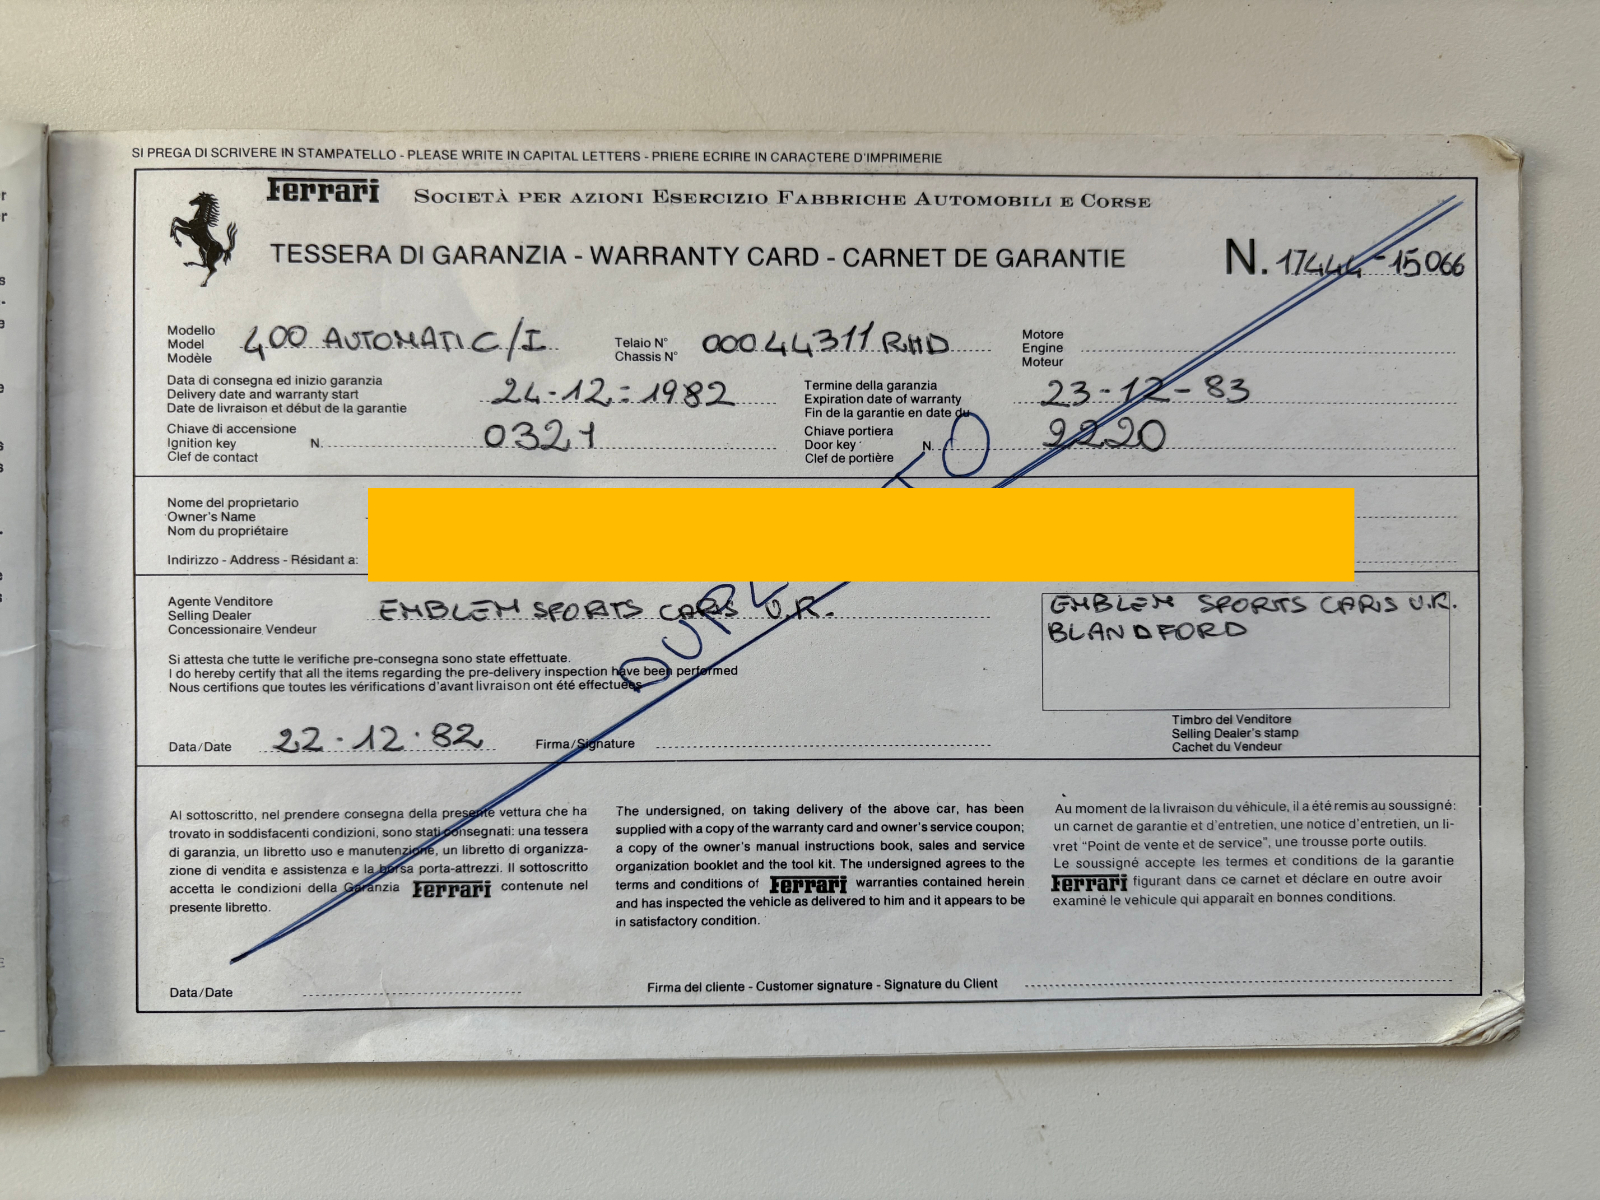 SI PREGA DI SCRIVERE IN STAMPATELLO - PLEASE WRITE IN CAPITAL LETTERS - PRIERE ECRIRE IN CARACTERE D'IMPRIMERIE
Ferrari SOCIETÀ PER AZIONI ESERCIZIO FABBRICHE AUTOMOBILI E CORSE
TESSERA DI GARANZIA - WARRANTY CARD - CARNET DE GARANTIE
N. 17444-15066
Modello
Model
Modèle
400 AUTOMATIC/I
Telaio N°
Chassis N°
00044311 RHD
Motore
Engine
Moteur
Data di consegna ed inizio garanzia
Delivery date and warranty start
Date de livraison et début de la garantie
24-12-1982
Termine della garanzia
Expiration date of warranty
Fin de la garantie en date du
23-12-83
Chiave di accensione
Ignition key N.
Clef de contact
0321
Chiave portiera
Door key N.
Clef de portière
2220
Nome del proprietario
Owner's Name
Nom du propriétaire
Indirizzo - Address - Résidant a:
Agente Venditore
Selling Dealer
Concessionaire Vendeur
EMBLEM SPORTS CARS U.K.
EMBLEM SPORTS CARS U.K.
BLANDFORD
Si attesta che tutte le verifiche pre-consegna sono state effettuate.
I do hereby certify that all the items regarding the pre-delivery inspection have been performed
Nous certifions que toutes les vérifications d'avant livraison ont été effectuées
Timbro del Venditore
Selling Dealer's stamp
Cachet du Vendeur
Data/Date 22.12.82
Firma/Signature
Al sottoscritto, nel prendere consegna della presente vettura che ha
trovato in soddisfacenti condizioni, sono stati consegnati: una tessera
di garanzia, un libretto uso e manutenzione, un libretto di organizza-
zione di vendita e assistenza e la borsa porta-attrezzi. Il sottoscritto
accetta le condizioni della Garanzia Ferrari contenute nel
presente libretto.
The undersigned, on taking delivery of the above car, has been
supplied with a copy of the warranty card and owner's service coupon;
a copy of the owner's manual instructions book, sales and service
organization booklet and the tool kit. The undersigned agrees to the
terms and conditions of Ferrari warranties contained herein
and has inspected the vehicle as delivered to him and it appears to be
in satisfactory condition.
Au moment de la livraison du véhicule, il a été remis au soussigné:
un carnet de garantie et d'entretien, une notice d'entretien, un li-
vret "Point de vente et de service", une trousse porte outils.
Le soussigné accepte les termes et conditions de la garantie
Ferrari figurant dans ce carnet et déclare en outre avoir
examiné le vehicule qui apparaît en bonnes conditions.
Data/Date
Firma del cliente - Customer signature - Signature du Client